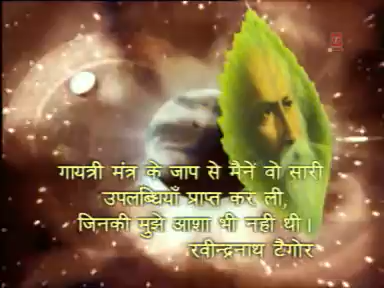 गायत्री मंत्र के जाप से मैनें वो सारी
उपलब्धियाँ प्राप्त कर ली,
जिनकी मुझे आशा भी नही थी।
रवीन्द्रनाथ टैगोर